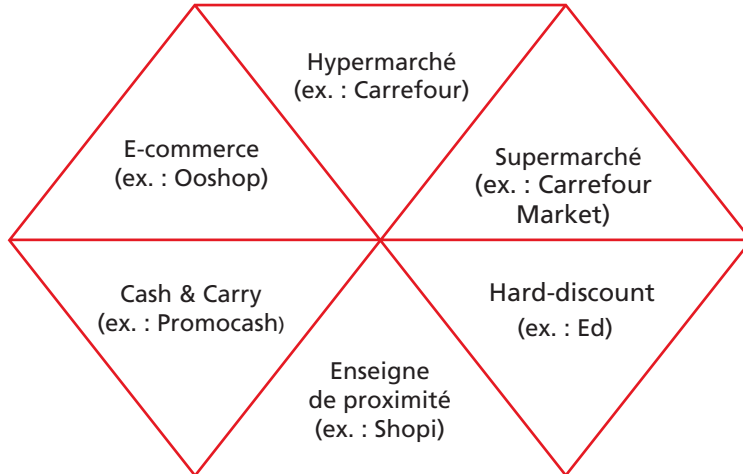 Hypermarché
(ex. : Carrefour)
E-commerce
(ex. : Ooshop)
Supermarché
(ex. : Carrefour
Market)
Cash & Carry
(ex. : Promocash)
Hard-discount
(ex. : Ed)
Enseigne
de proximité
(ex. : Shopi)